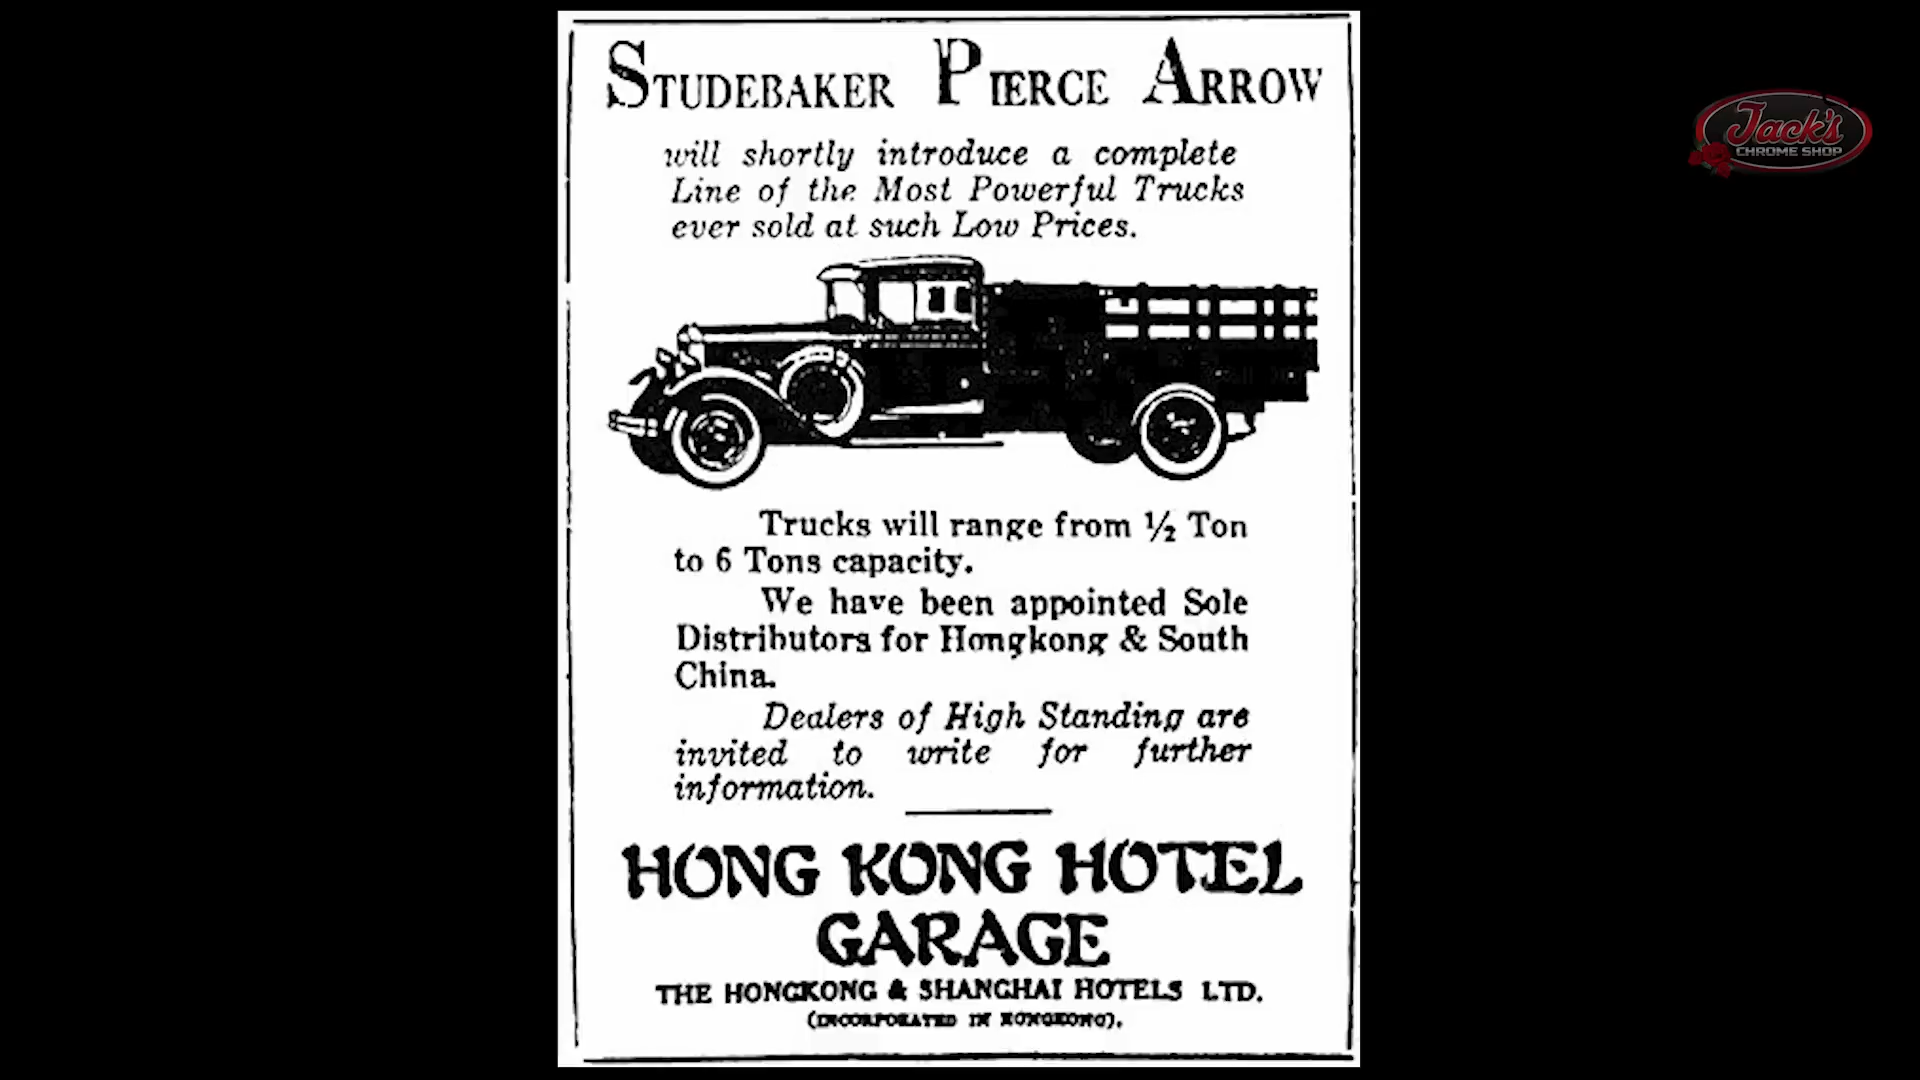 STUDEBAKER PIERCE ARROW
will shortly introduce a complete
Line of the Most Powerful Trucks
ever sold at such Low Prices.
Trucks will range from ½ Ton
to 6 Tons capacity.
We have been appointed Sole
Distributors for Hongkong & South
China.
Dealers of High Standing are
invited to write for further
information.
HONG KONG HOTEL
GARAGE
THE HONGKONG & SHANGHAI HOTELS LTD.
(INCORPORATED IN HONGKONG).
Jack's
CHROME SHOP